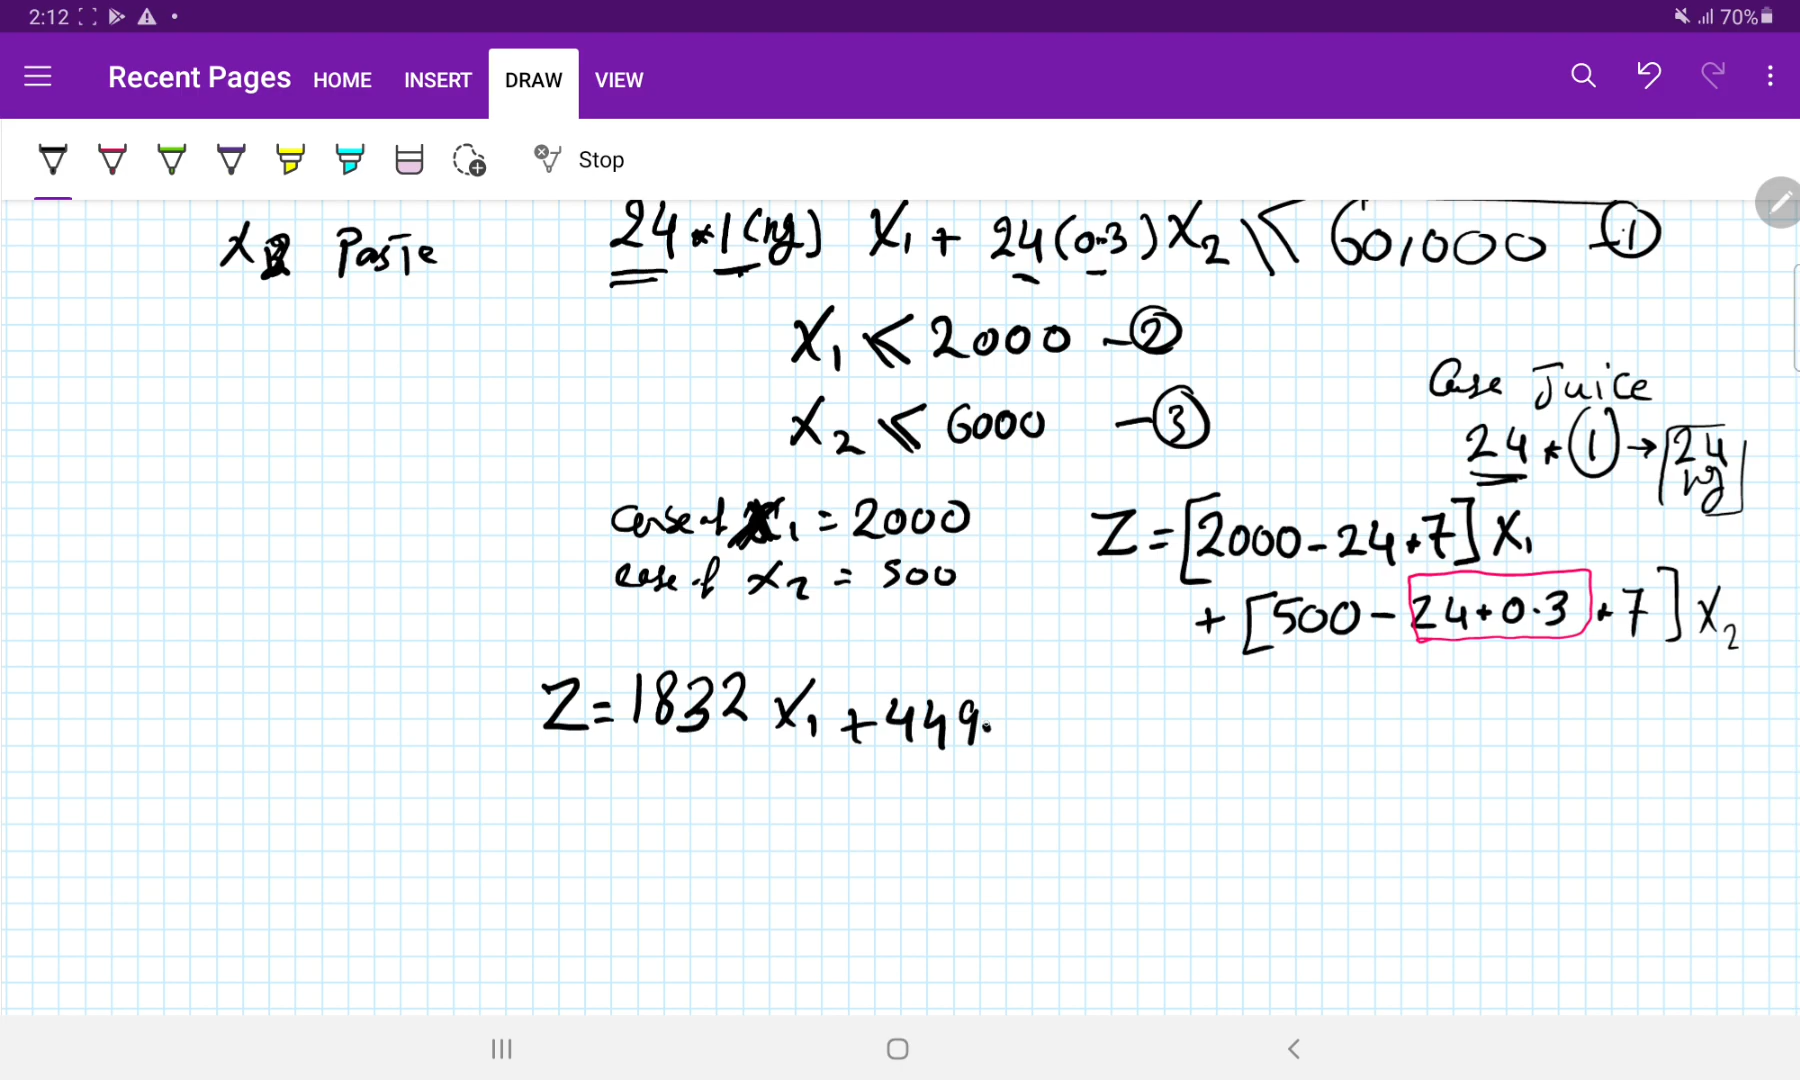 2:12 70%
Recent Pages HOME INSERT DRAW VIEW
Stop
X2 Paste
24 * 1 (kg) X1 + 24 (0.3) X2 ≤ 60,000 - ①
X1 ≤ 2000 - ②
X2 ≤ 6000 - ③
Case Juice
24 * (1) → 24 kg
case of X1 = 2000
case of X2 = 500
Z = [2000 - 24 * 7] X1
+ [500 - 24 * 0.3 * 7] X2
Z = 1832 X1 + 449.